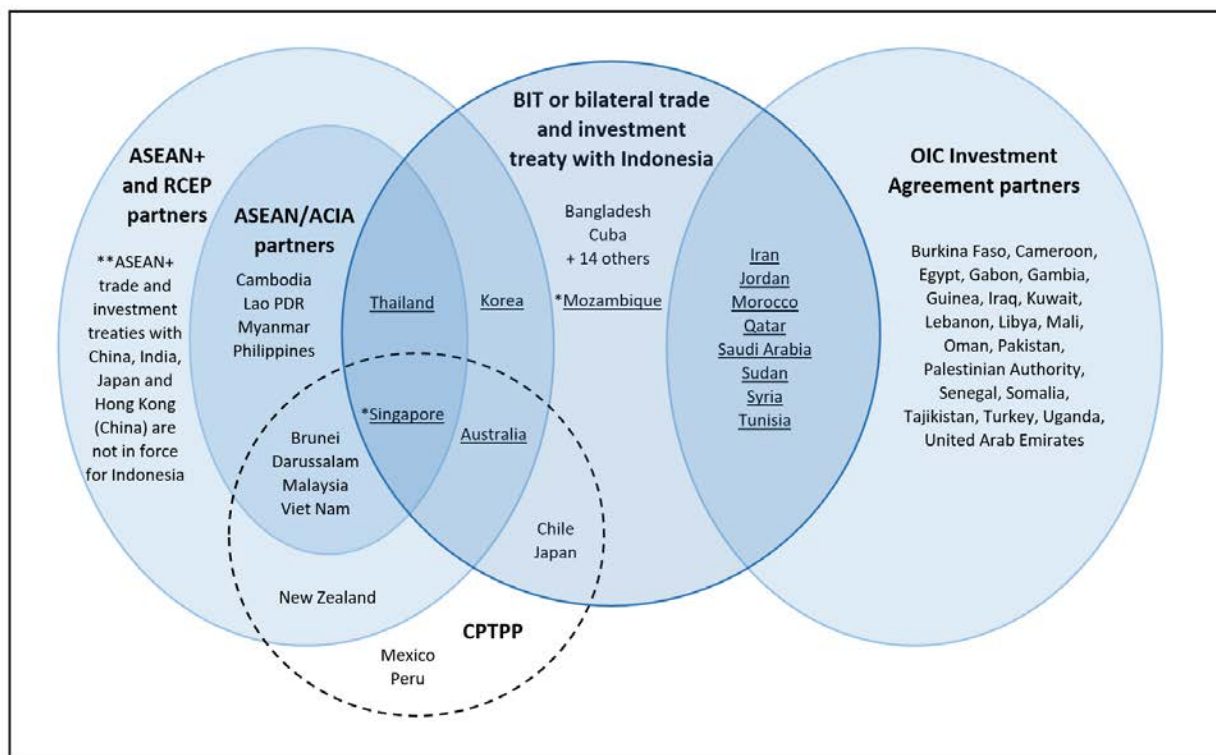 BIT or bilateral trade
and investment
treaty with Indonesia
ASEAN+
and RCEP
partners
**ASEAN+
trade and
investment
treaties with
China, India,
Japan and
Hong Kong
(China) are
not in force
for Indonesia
ASEAN/ACIA
partners
Cambodia
Lao PDR
Myanmar
Philippines
Thailand
Korea
*Singapore
Australia
Brunei
Darussalam
Malaysia
Viet Nam
New Zealand
CPTPP
Mexico
Peru
Chile
Japan
Bangladesh
Cuba
+ 14 others
*Mozambique
Iran
Jordan
Morocco
Qatar
Saudi Arabia
Sudan
Syria
Tunisia
OIC Investment
Agreement partners
Burkina Faso, Cameroon,
Egypt, Gabon, Gambia,
Guinea, Iraq, Kuwait,
Lebanon, Libya, Mali,
Oman, Pakistan,
Palestinian Authority,
Senegal, Somalia,
Tajikistan, Turkey, Uganda,
United Arab Emirates